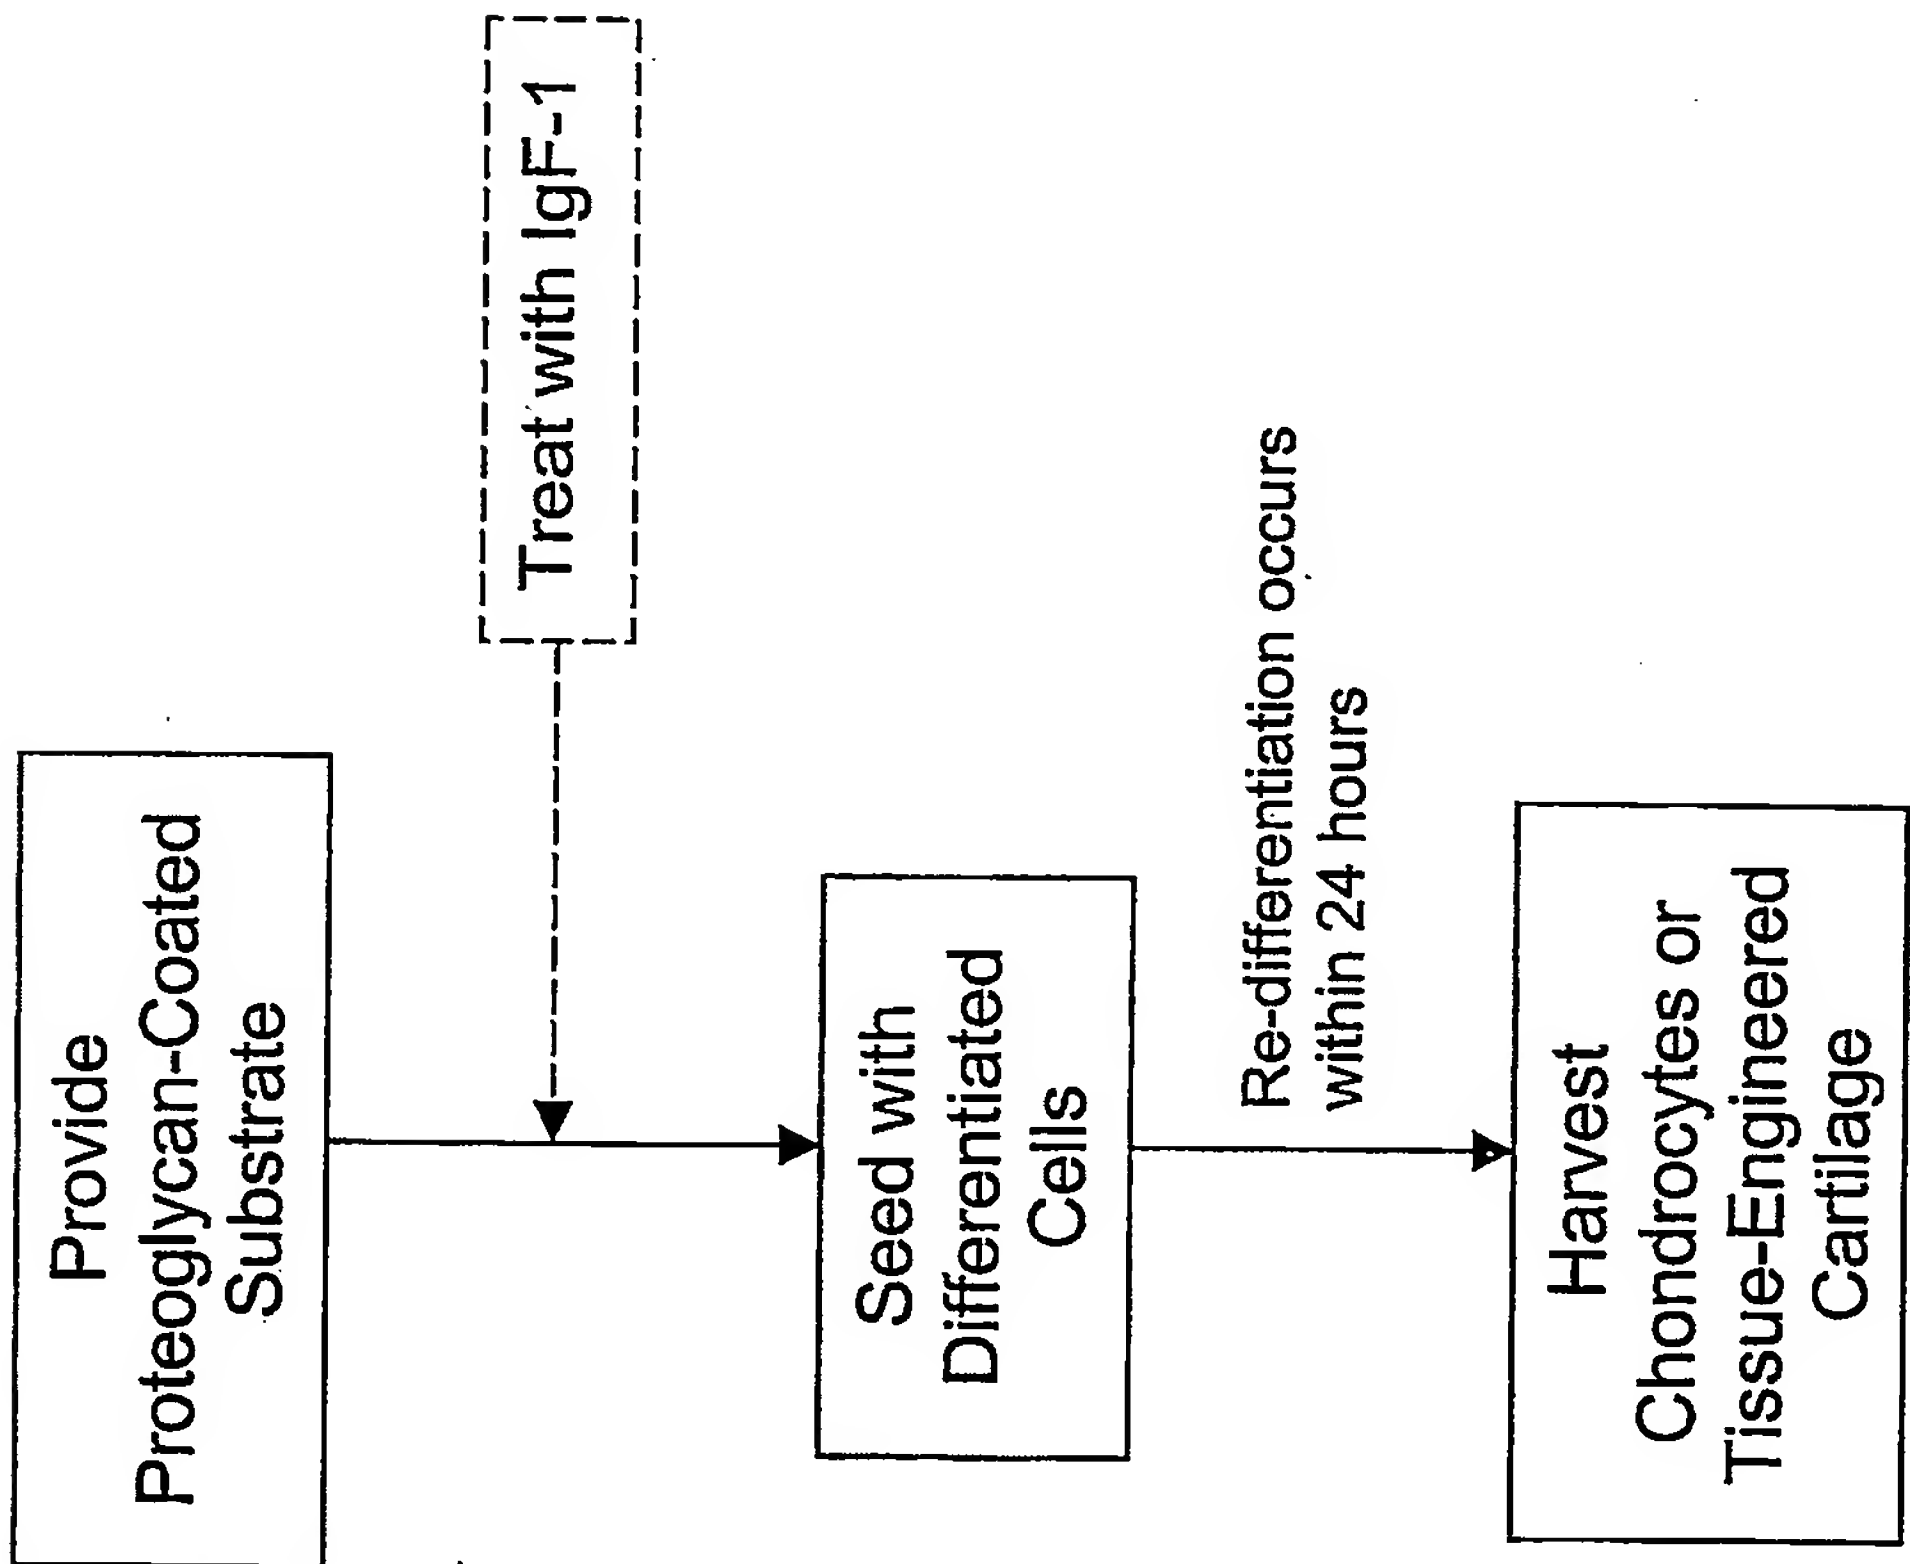 Provide
Proteoglycan-Coated
Substrate
Treat with IgF-1
Seed with
Differentiated
Cells
Re-differentiation occurs
within 24 hours
Harvest
Chondrocytes or
Tissue-Engineered
Cartilage